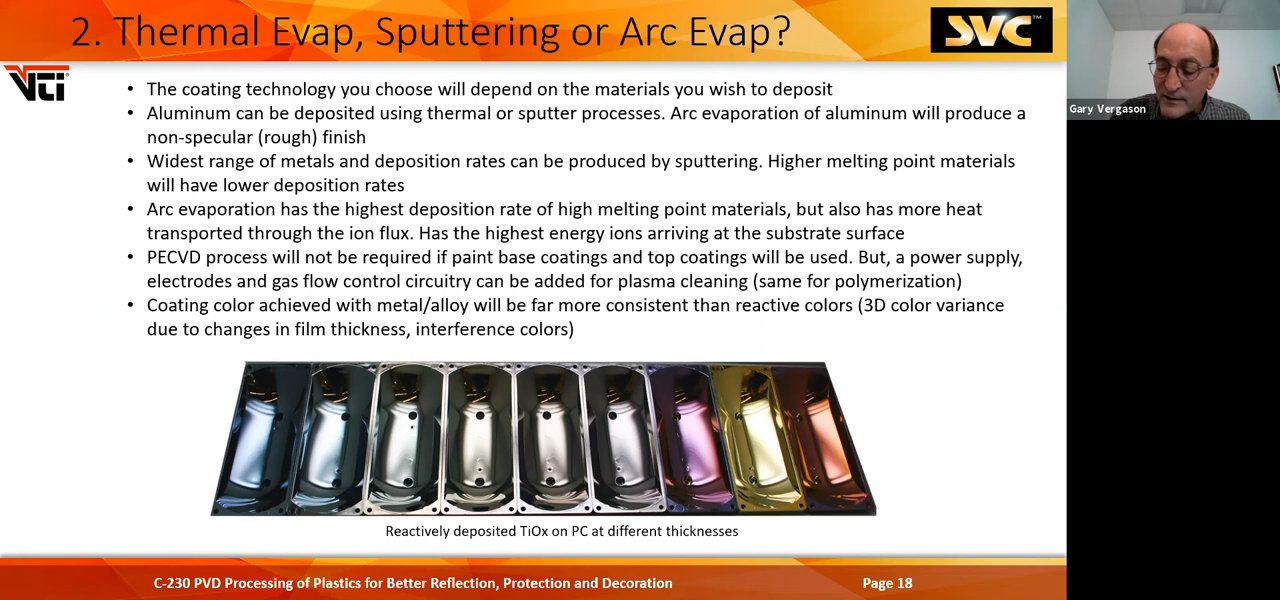 2. Thermal Evap, Sputtering or Arc Evap?
SVC™
Gary Vergason
VTi
• The coating technology you choose will depend on the materials you wish to deposit
• Aluminum can be deposited using thermal or sputter processes. Arc evaporation of aluminum will produce a
non-specular (rough) finish
• Widest range of metals and deposition rates can be produced by sputtering. Higher melting point materials
will have lower deposition rates
• Arc evaporation has the highest deposition rate of high melting point materials, but also has more heat
transported through the ion flux. Has the highest energy ions arriving at the substrate surface
• PECVD process will not be required if paint base coatings and top coatings will be used. But, a power supply,
electrodes and gas flow control circuitry can be added for plasma cleaning (same for polymerization)
• Coating color achieved with metal/alloy will be far more consistent than reactive colors (3D color variance
due to changes in film thickness, interference colors)
Reactively deposited TiOx on PC at different thicknesses
C-230 PVD Processing of Plastics for Better Reflection, Protection and Decoration
Page 18